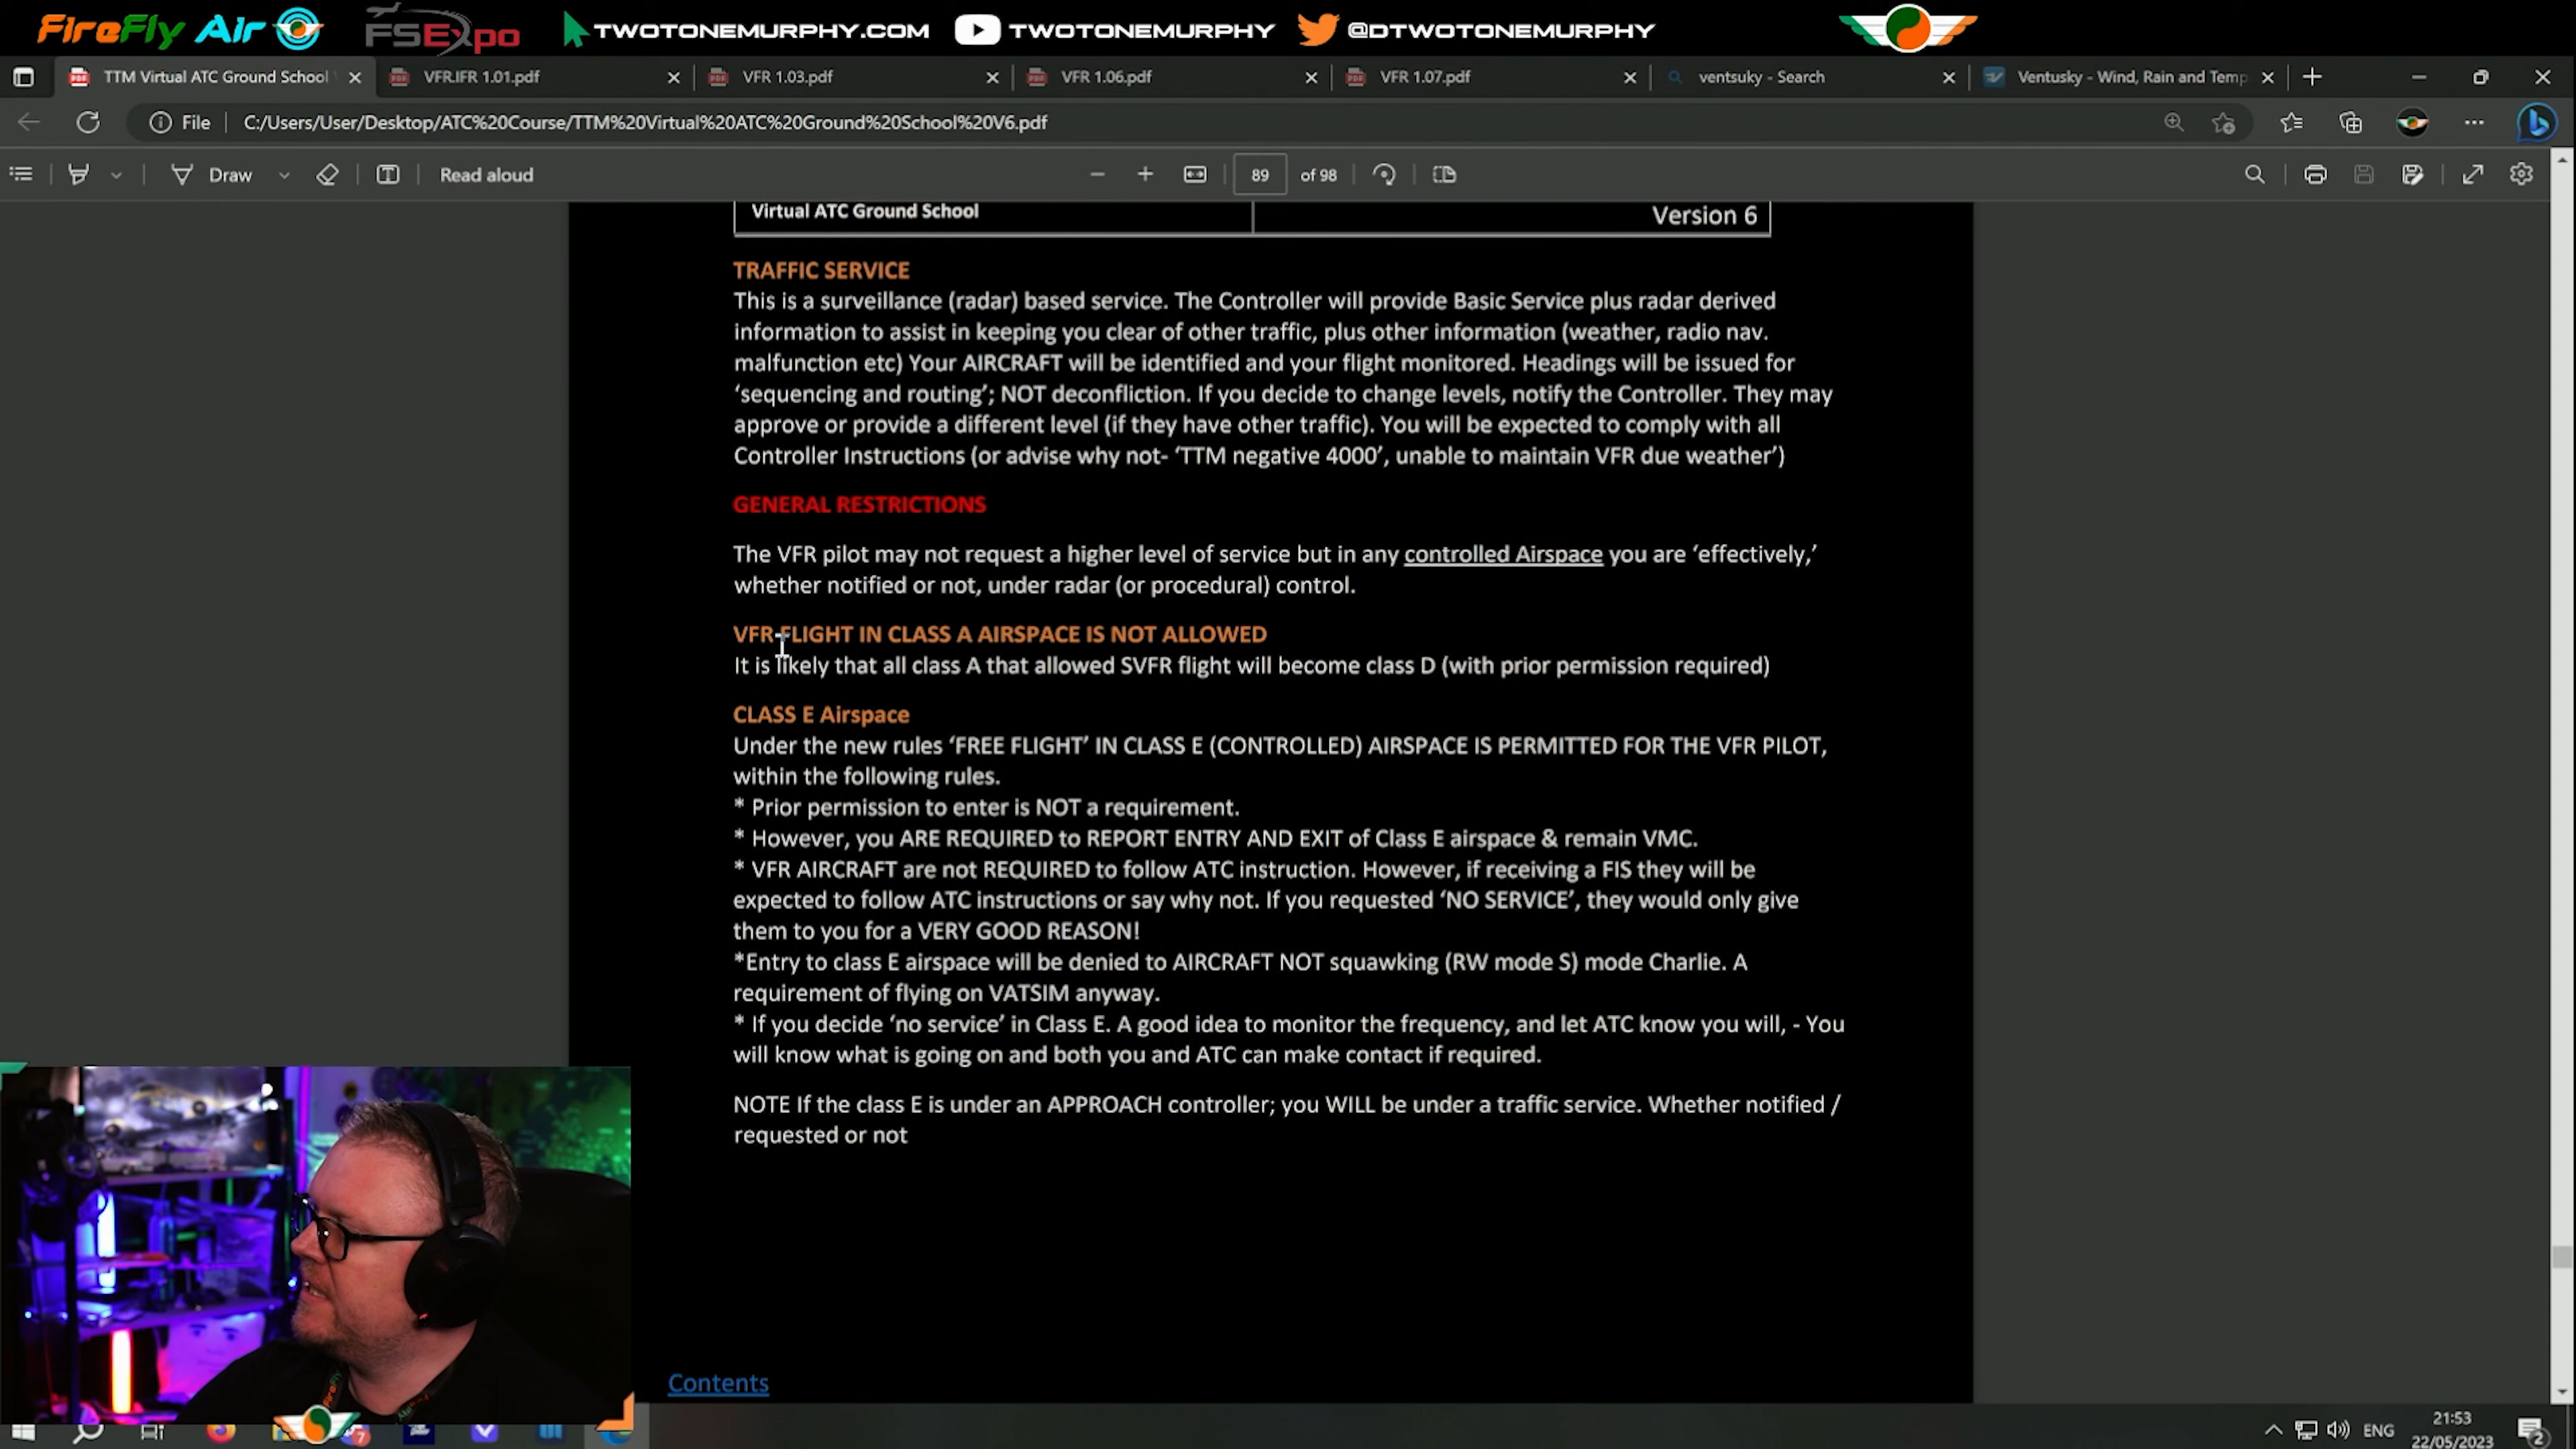 FireFly Air FSExpo TWOTONEMURPHY.COM TWOTONEMURPHY @DTWOTONEMURPHY
TTM Virtual ATC Ground School VFR.IFR 1.01.pdf VFR 1.03.pdf VFR 1.06.pdf VFR 1.07.pdf ventsuky - Search Ventusky - Wind, Rain and Temp
File C:/Users/User/Desktop/ATC%20Course/TTM%20Virtual%20ATC%20Ground%20School%20V6.pdf
Draw Read aloud 89 of 98
Virtual ATC Ground School Version 6
TRAFFIC SERVICE
This is a surveillance (radar) based service. The Controller will provide Basic Service plus radar derived
information to assist in keeping you clear of other traffic, plus other information (weather, radio nav.
malfunction etc) Your AIRCRAFT will be identified and your flight monitored. Headings will be issued for
‘sequencing and routing’; NOT deconfliction. If you decide to change levels, notify the Controller. They may
approve or provide a different level (if they have other traffic). You will be expected to comply with all
Controller Instructions (or advise why not- ‘TTM negative 4000’, unable to maintain VFR due weather’)
GENERAL RESTRICTIONS
The VFR pilot may not request a higher level of service but in any controlled Airspace you are ‘effectively,’
whether notified or not, under radar (or procedural) control.
VFR FLIGHT IN CLASS A AIRSPACE IS NOT ALLOWED
It is likely that all class A that allowed SVFR flight will become class D (with prior permission required)
CLASS E Airspace
Under the new rules ‘FREE FLIGHT’ IN CLASS E (CONTROLLED) AIRSPACE IS PERMITTED FOR THE VFR PILOT,
within the following rules.
* Prior permission to enter is NOT a requirement.
* However, you ARE REQUIRED to REPORT ENTRY AND EXIT of Class E airspace & remain VMC.
* VFR AIRCRAFT are not REQUIRED to follow ATC instruction. However, if receiving a FIS they will be
expected to follow ATC instructions or say why not. If you requested ‘NO SERVICE’, they would only give
them to you for a VERY GOOD REASON!
*Entry to class E airspace will be denied to AIRCRAFT NOT squawking (RW mode S) mode Charlie. A
requirement of flying on VATSIM anyway.
* If you decide ‘no service’ in Class E. A good idea to monitor the frequency, and let ATC know you will, - You
will know what is going on and both you and ATC can make contact if required.
NOTE If the class E is under an APPROACH controller; you WILL be under a traffic service. Whether notified /
requested or not
Contents
FireFly
7
ENG
21:53
22/05/2023
2